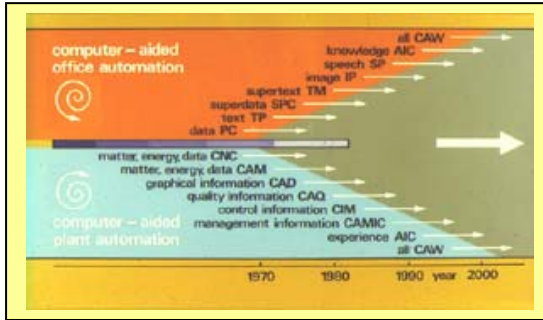 computer – aided
office automation
all CAW
knowledge AIC
speech SP
image IP
supertext TM
superdata SPC
text TP
data PC
matter, energy, data CNC
matter, energy, data CAM
graphical information CAD
quality information CAQ
control information CIM
management information CAMIC
experience AIC
all CAW
computer – aided
plant automation
1970 1980 1990 year 2000